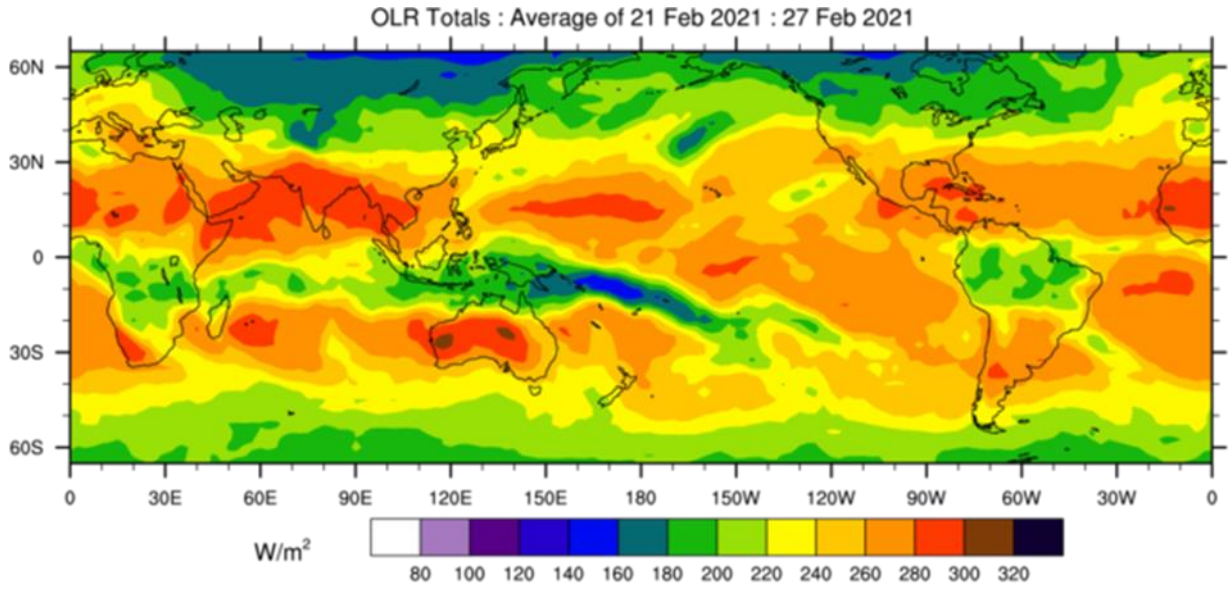 OLR Totals : Average of 21 Feb 2021 : 27 Feb 2021
60N
30N
0
30S
60S
0 30E 60E 90E 120E 150E 180 150W 120W 90W 60W 30W 0
W/m²
80 100 120 140 160 180 200 220 240 260 280 300 320